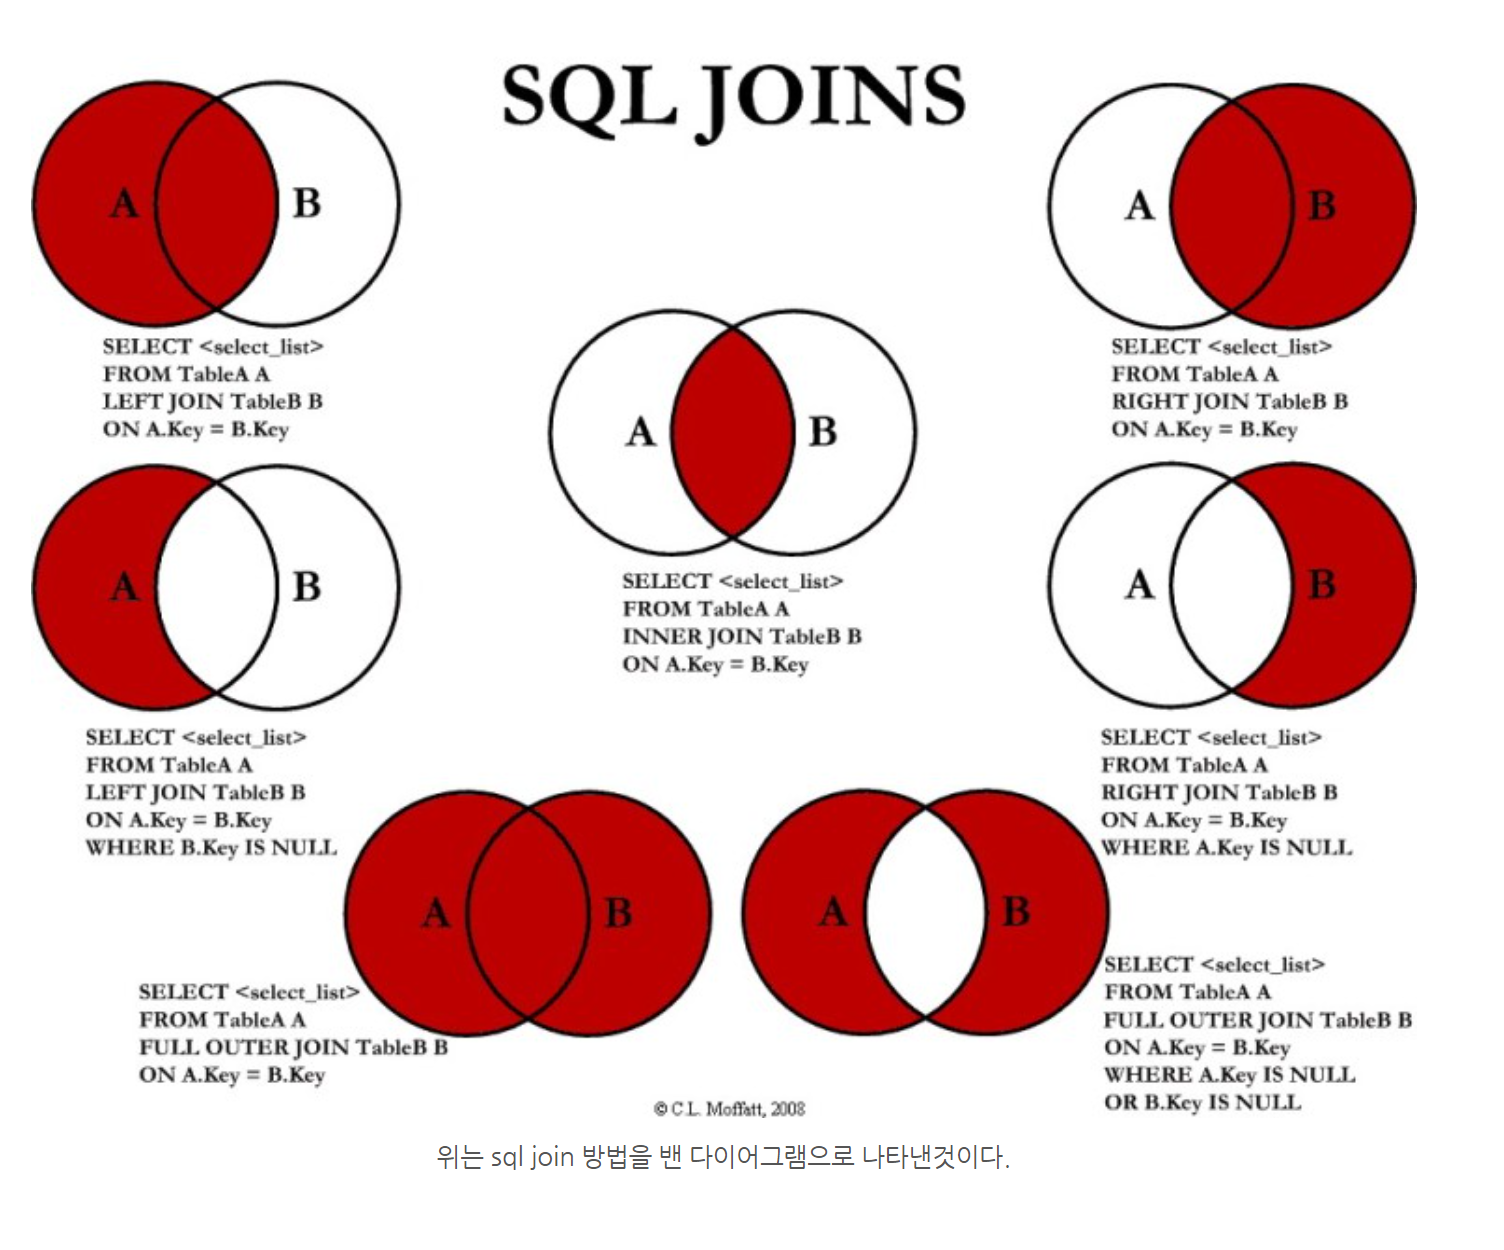 SQL JOINS
A B
SELECT <select_list>
FROM TableA A
LEFT JOIN TableB B
ON A.Key = B.Key
A B
SELECT <select_list>
FROM TableA A
RIGHT JOIN TableB B
ON A.Key = B.Key
A B
SELECT <select_list>
FROM TableA A
INNER JOIN TableB B
ON A.Key = B.Key
A B
SELECT <select_list>
FROM TableA A
LEFT JOIN TableB B
ON A.Key = B.Key
WHERE B.Key IS NULL
A B
SELECT <select_list>
FROM TableA A
RIGHT JOIN TableB B
ON A.Key = B.Key
WHERE A.Key IS NULL
A B
SELECT <select_list>
FROM TableA A
FULL OUTER JOIN TableB B
ON A.Key = B.Key
A B
SELECT <select_list>
FROM TableA A
FULL OUTER JOIN TableB B
ON A.Key = B.Key
WHERE A.Key IS NULL
OR B.Key IS NULL
© C.L. Moffatt, 2008
위는 sql join 방법을 밴 다이어그램으로 나타낸것이다.